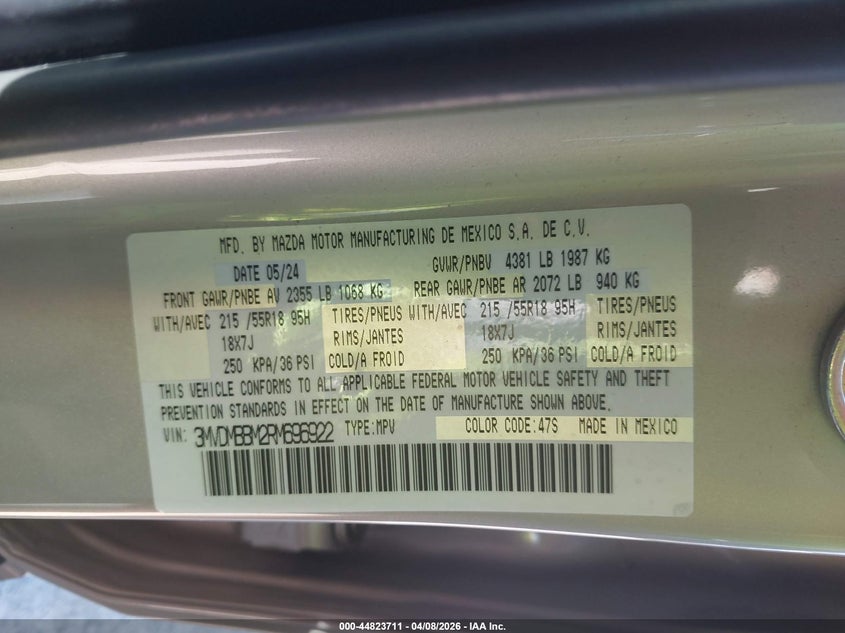 MFD. BY MAZDA MOTOR MANUFACTURING DE MEXICO S.A. DE C.V.
DATE 05/24 GVWR/PNBV 4381 LB 1987 KG
FRONT GAWR/PNBE AV 2355 LB 1068 KG REAR GAWR/PNBE AR 2072 LB 940 KG
WITH/AVEC 215 /55R18 95H TIRES/PNEUS WITH/AVEC 215 /55R18 95H TIRES/PNEUS
18X7J RIMS/JANTES 18X7J RIMS/JANTES
250 KPA/36 PSI COLD/A FROID 250 KPA/36 PSI COLD/A FROID
THIS VEHICLE CONFORMS TO ALL APPLICABLE FEDERAL MOTOR VEHICLE SAFETY AND THEFT
PREVENTION STANDARDS IN EFFECT ON THE DATE OF MANUFACTURE SHOWN ABOVE.
VIN: 3MVDMBBM2RM696922 TYPE:MPV COLOR CODE:47S MADE IN MEXICO
000-44823711 - 04/08/2026 - IAA Inc.